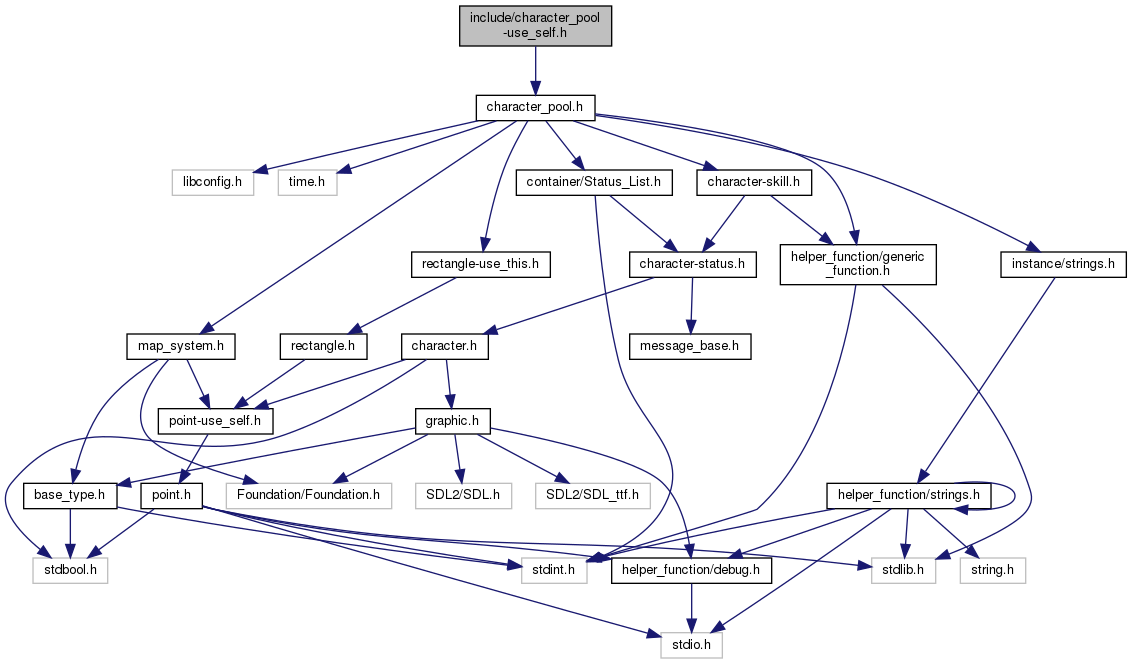 include/character_pool
-use_self.h
character_pool.h
libconfig.h
time.h
container/Status_List.h
character-skill.h
rectangle-use_this.h
character-status.h
helper_function/generic
_function.h
instance/strings.h
map_system.h
rectangle.h
character.h
message_base.h
point-use_self.h
graphic.h
base_type.h
point.h
Foundation/Foundation.h
SDL2/SDL.h
SDL2/SDL_ttf.h
helper_function/strings.h
stdbool.h
stdint.h
helper_function/debug.h
stdlib.h
string.h
stdio.h